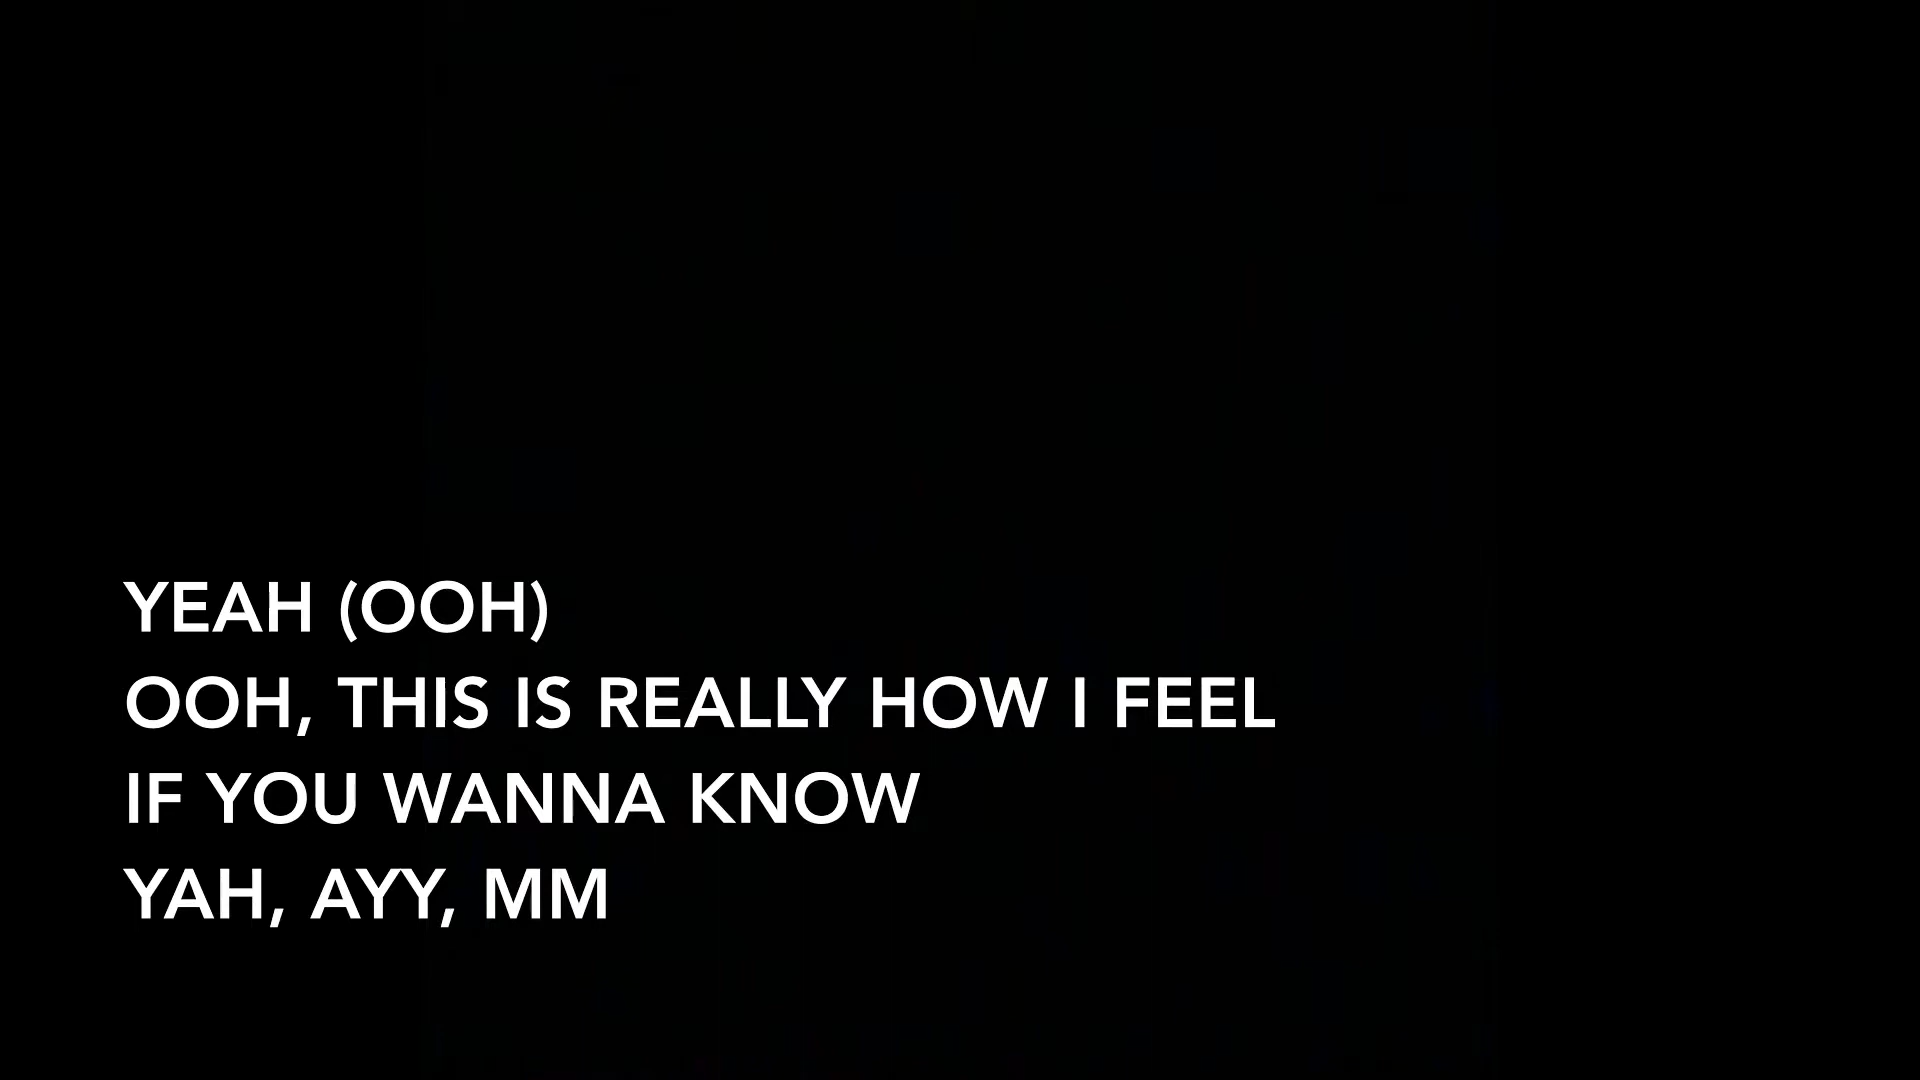 YEAH (OOH)
OOH, THIS IS REALLY HOW I FEEL
IF YOU WANNA KNOW
YAH, AYY, MM